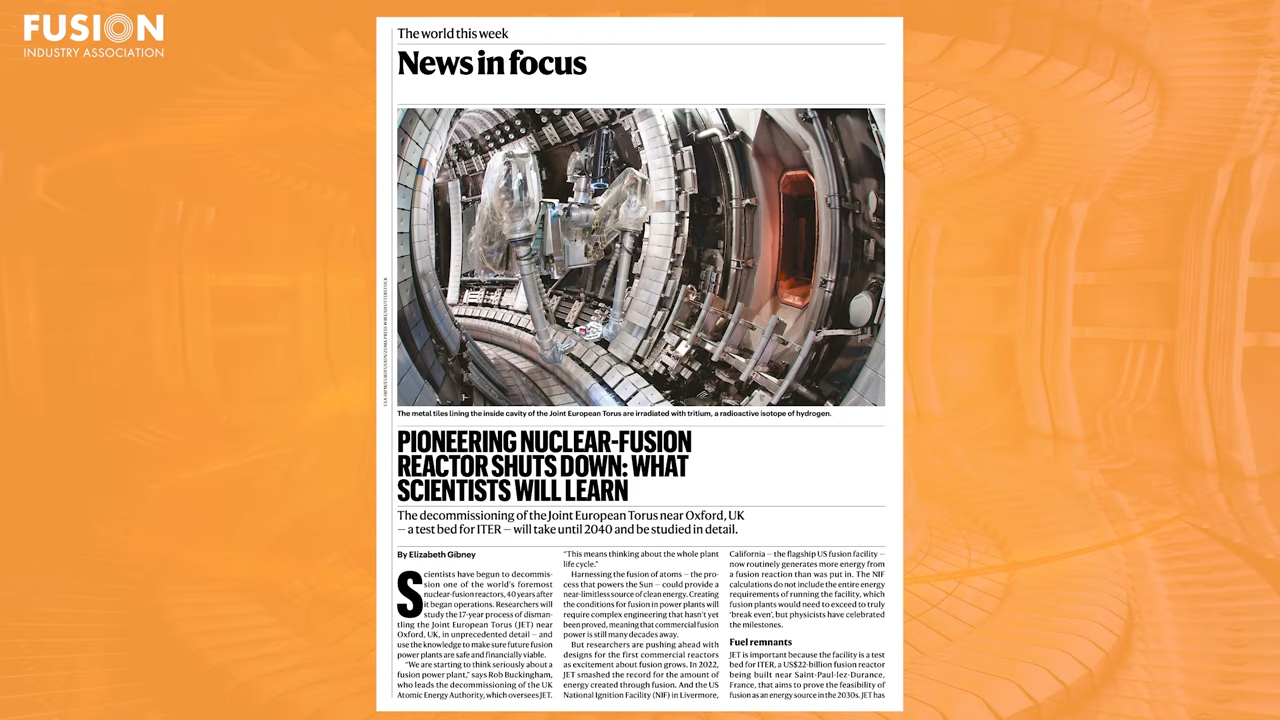 FUSION
INDUSTRY ASSOCIATION
The world this week
News in focus
CEA-IRFM/EUROFUSION/ZUMA PRESS WIRE/SHUTTERSTOCK
The metal tiles lining the inside cavity of the Joint European Torus are irradiated with tritium, a radioactive isotope of hydrogen.
PIONEERING NUCLEAR-FUSION
REACTOR SHUTS DOWN: WHAT
SCIENTISTS WILL LEARN
The decommissioning of the Joint European Torus near Oxford, UK
— a test bed for ITER — will take until 2040 and be studied in detail.
By Elizabeth Gibney
Scientists have begun to decommis-
sion one of the world's foremost
nuclear-fusion reactors, 40 years after
it began operations. Researchers will
study the 17-year process of disman-
tling the Joint European Torus (JET) near
Oxford, UK, in unprecedented detail — and
use the knowledge to make sure future fusion
power plants are safe and financially viable.
“We are starting to think seriously about a
fusion power plant,” says Rob Buckingham,
who leads the decommissioning of the UK
Atomic Energy Authority, which oversees JET.
“This means thinking about the whole plant
life cycle.”
Harnessing the fusion of atoms — the pro-
cess that powers the Sun — could provide a
near-limitless source of clean energy. Creating
the conditions for fusion in power plants will
require complex engineering that hasn't yet
been proved, meaning that commercial fusion
power is still many decades away.
But researchers are pushing ahead with
designs for the first commercial reactors
as excitement about fusion grows. In 2022,
JET smashed the record for the amount of
energy created through fusion. And the US
National Ignition Facility (NIF) in Livermore,
California — the flagship US fusion facility —
now routinely generates more energy from
a fusion reaction than was put in. The NIF
calculations do not include the entire energy
requirements of running the facility, which
fusion plants would need to exceed to truly
‘break even’, but physicists have celebrated
the milestones.
Fuel remnants
JET is important because the facility is a test
bed for ITER, a US$22-billion fusion reactor
being built near Saint-Paul-lez-Durance,
France, that aims to prove the feasibility of
fusion as an energy source in the 2030s. JET has